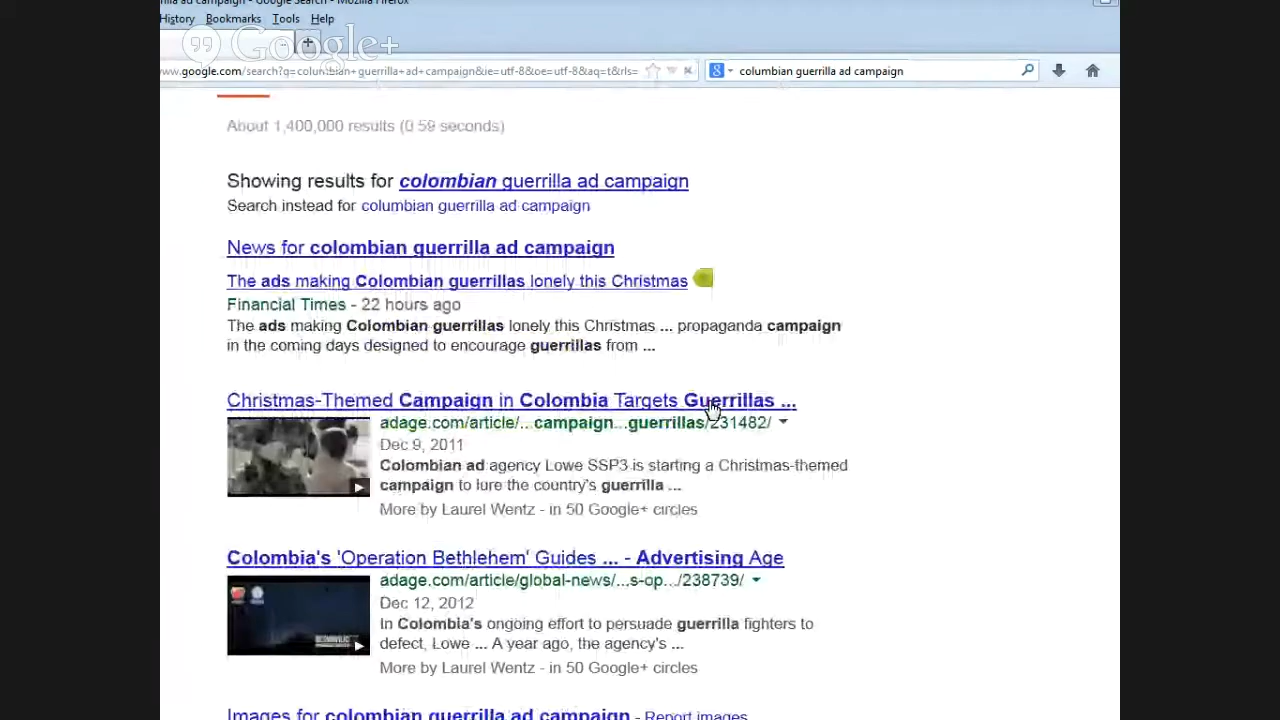 History Bookmarks Tools Help
Google+
www.google.com/search?q=columbian+guerrilla+ad+campaign&ie=utf-8&oe=utf-8&aq=t&rls=
columbian guerrilla ad campaign
About 1,400,000 results (0.59 seconds)
Showing results for colombian guerrilla ad campaign
Search instead for columbian guerrilla ad campaign
News for colombian guerrilla ad campaign
The ads making Colombian guerrillas lonely this Christmas
Financial Times - 22 hours ago
The ads making Colombian guerrillas lonely this Christmas ... propaganda campaign
in the coming days designed to encourage guerrillas from ...
Christmas-Themed Campaign in Colombia Targets Guerrillas ...
adage.com/article/... campaign...guerrillas/231482/
Dec 9, 2011
Colombian ad agency Lowe SSP3 is starting a Christmas-themed
campaign to lure the country's guerrilla ...
More by Laurel Wentz - in 50 Google+ circles
Colombia's 'Operation Bethlehem' Guides ... - Advertising Age
adage.com/article/global-news/...s-op.../238739/
Dec 12, 2012
In Colombia's ongoing effort to persuade guerrilla fighters to
defect, Lowe ... A year ago, the agency's ...
More by Laurel Wentz - in 50 Google+ circles
Images for colombian guerrilla ad campaign - Report images